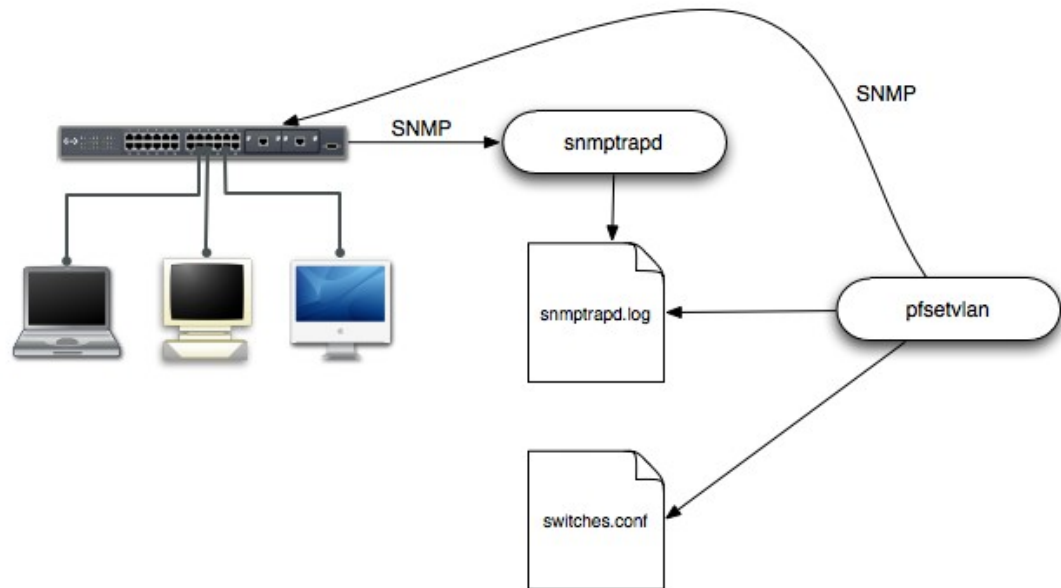 SNMP
SNMP
snmptrapd
snmptrapd.log
pfsetvlan
switches.conf